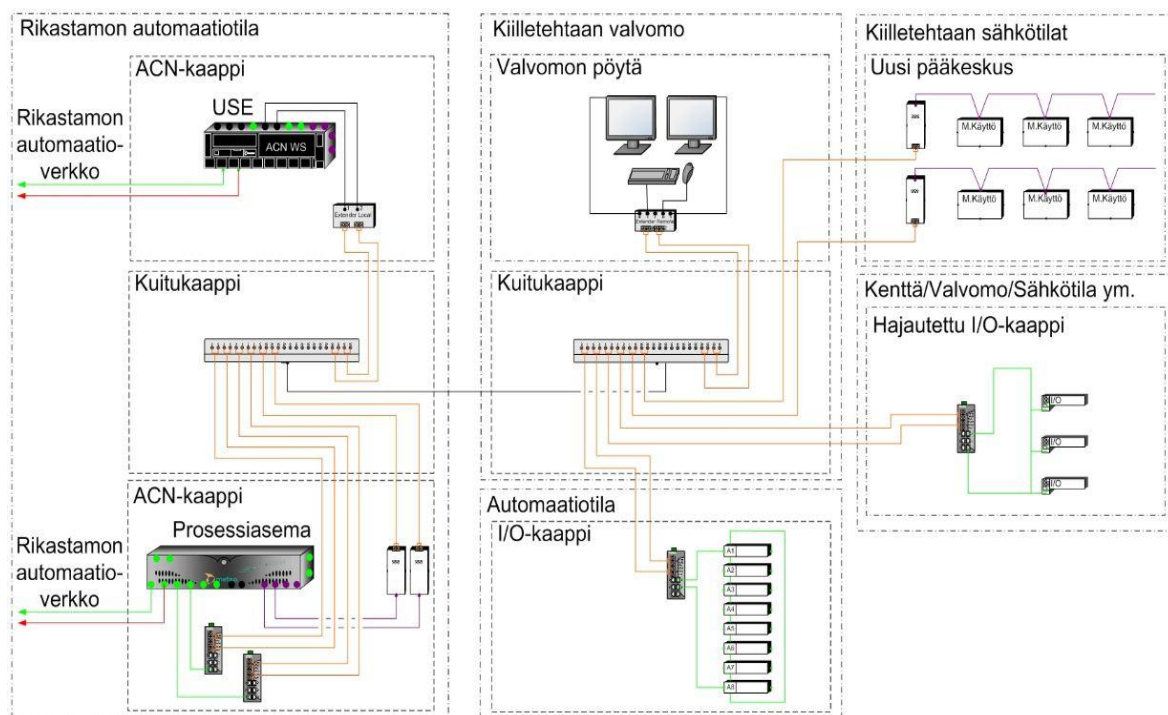 Rikastamon automaatiotila
ACN-kaappi
USE
ACN WS
Rikastamon
automaatio-
verkko
Extender Local
Kuitukaappi
ACN-kaappi
Prosessiasema
Rikastamon
automaatio-
verkko
Kiilletehtaan valvomo
Valvomon pöytä
Extender Remote
Kuitukaappi
Automaatiotila
I/O-kaappi
A1
A2
A3
A4
A5
A6
A7
A8
Kiilletehtaan sähkötilat
Uusi pääkeskus
M.Käyttö
M.Käyttö
M.Käyttö
M.Käyttö
M.Käyttö
M.Käyttö
Kenttä/Valvomo/Sähkötila ym.
Hajautettu I/O-kaappi
I/O
I/O
I/O